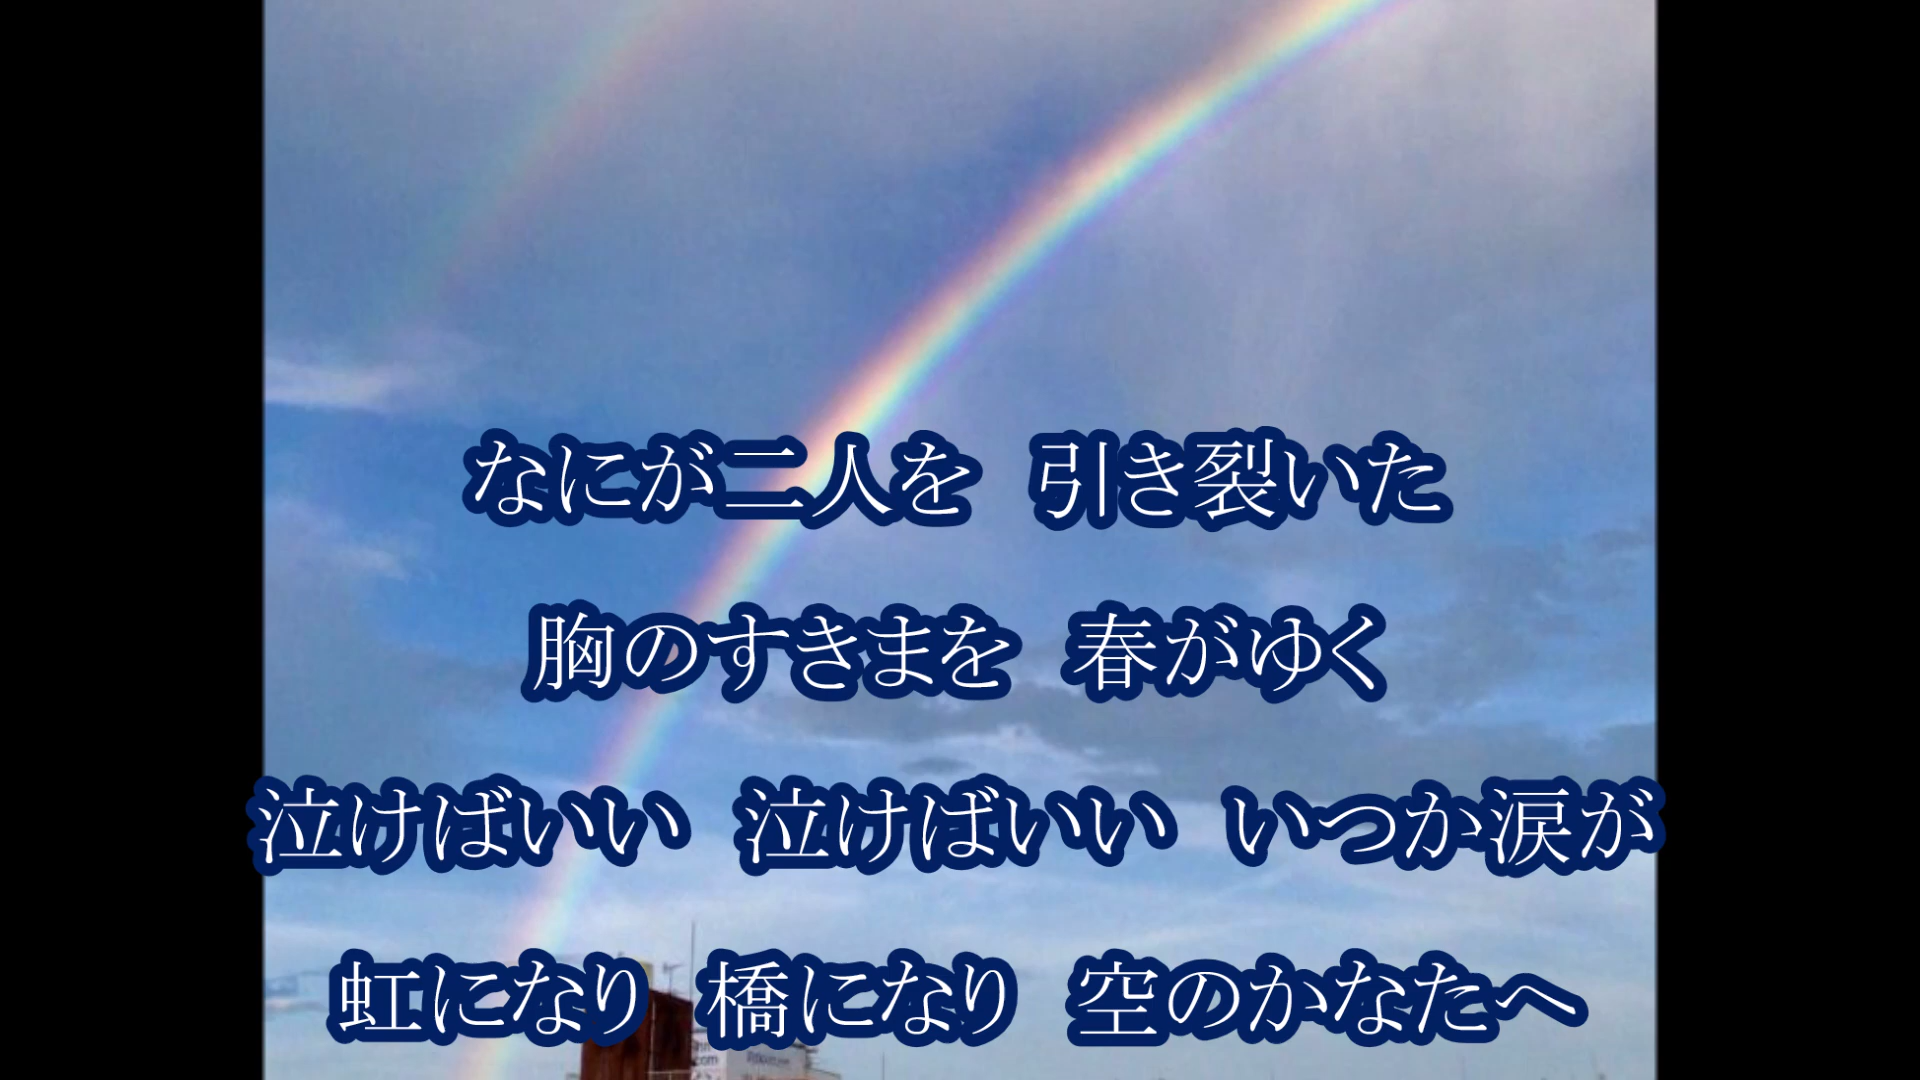 なにが二人を　引き裂いた
胸のすきまを　春がゆく
泣けばいい　泣けばいい　いつか涙が
虹になり　橋になり　空のかなたへ